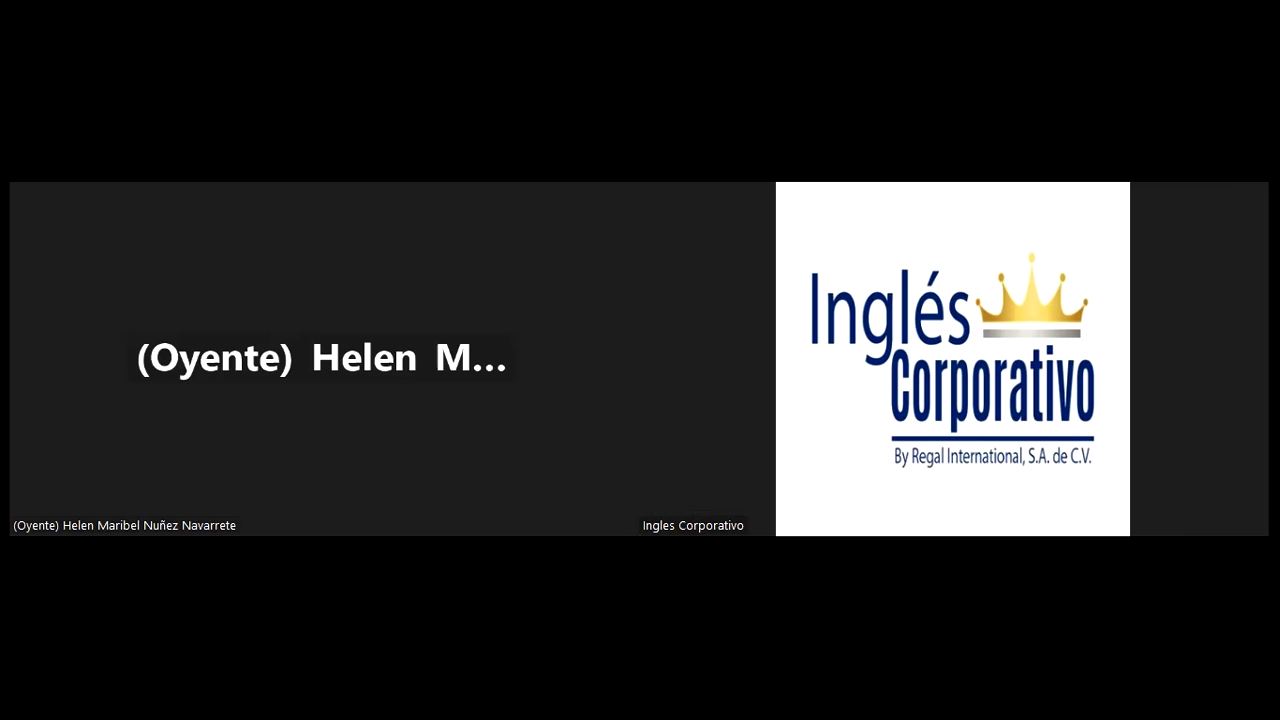 (Oyente) Helen M...
(Oyente) Helen Maribel Nuñez Navarrete
Ingles Corporativo
Inglés
Corporativo
By Regal International, S.A. de C.V.